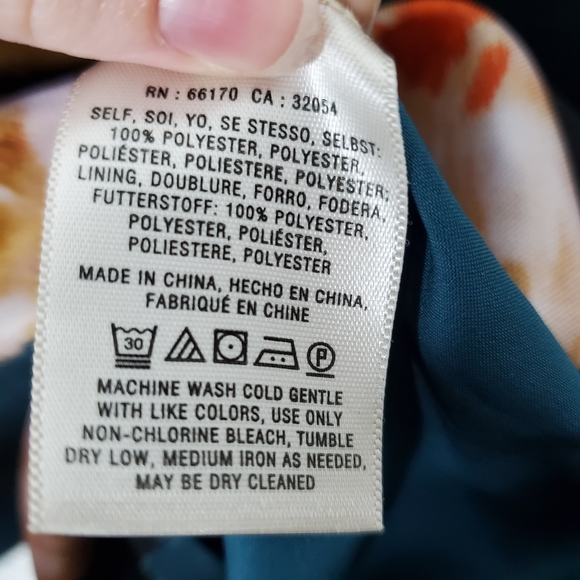 RN : 66170 CA : 32054
SELF, SOI, YO, SE STESSO, SELBST:
100% POLYESTER, POLYESTER,
POLIÉSTER, POLIESTERE, POLYESTER;
LINING, DOUBLURE, FORRO, FODERA,
FUTTERSTOFF: 100% POLYESTER,
POLYESTER, POLIÉSTER,
POLIESTERE, POLYESTER
MADE IN CHINA, HECHO EN CHINA,
FABRIQUÉ EN CHINE
30 P
MACHINE WASH COLD GENTLE
WITH LIKE COLORS, USE ONLY
NON-CHLORINE BLEACH, TUMBLE
DRY LOW, MEDIUM IRON AS NEEDED,
MAY BE DRY CLEANED